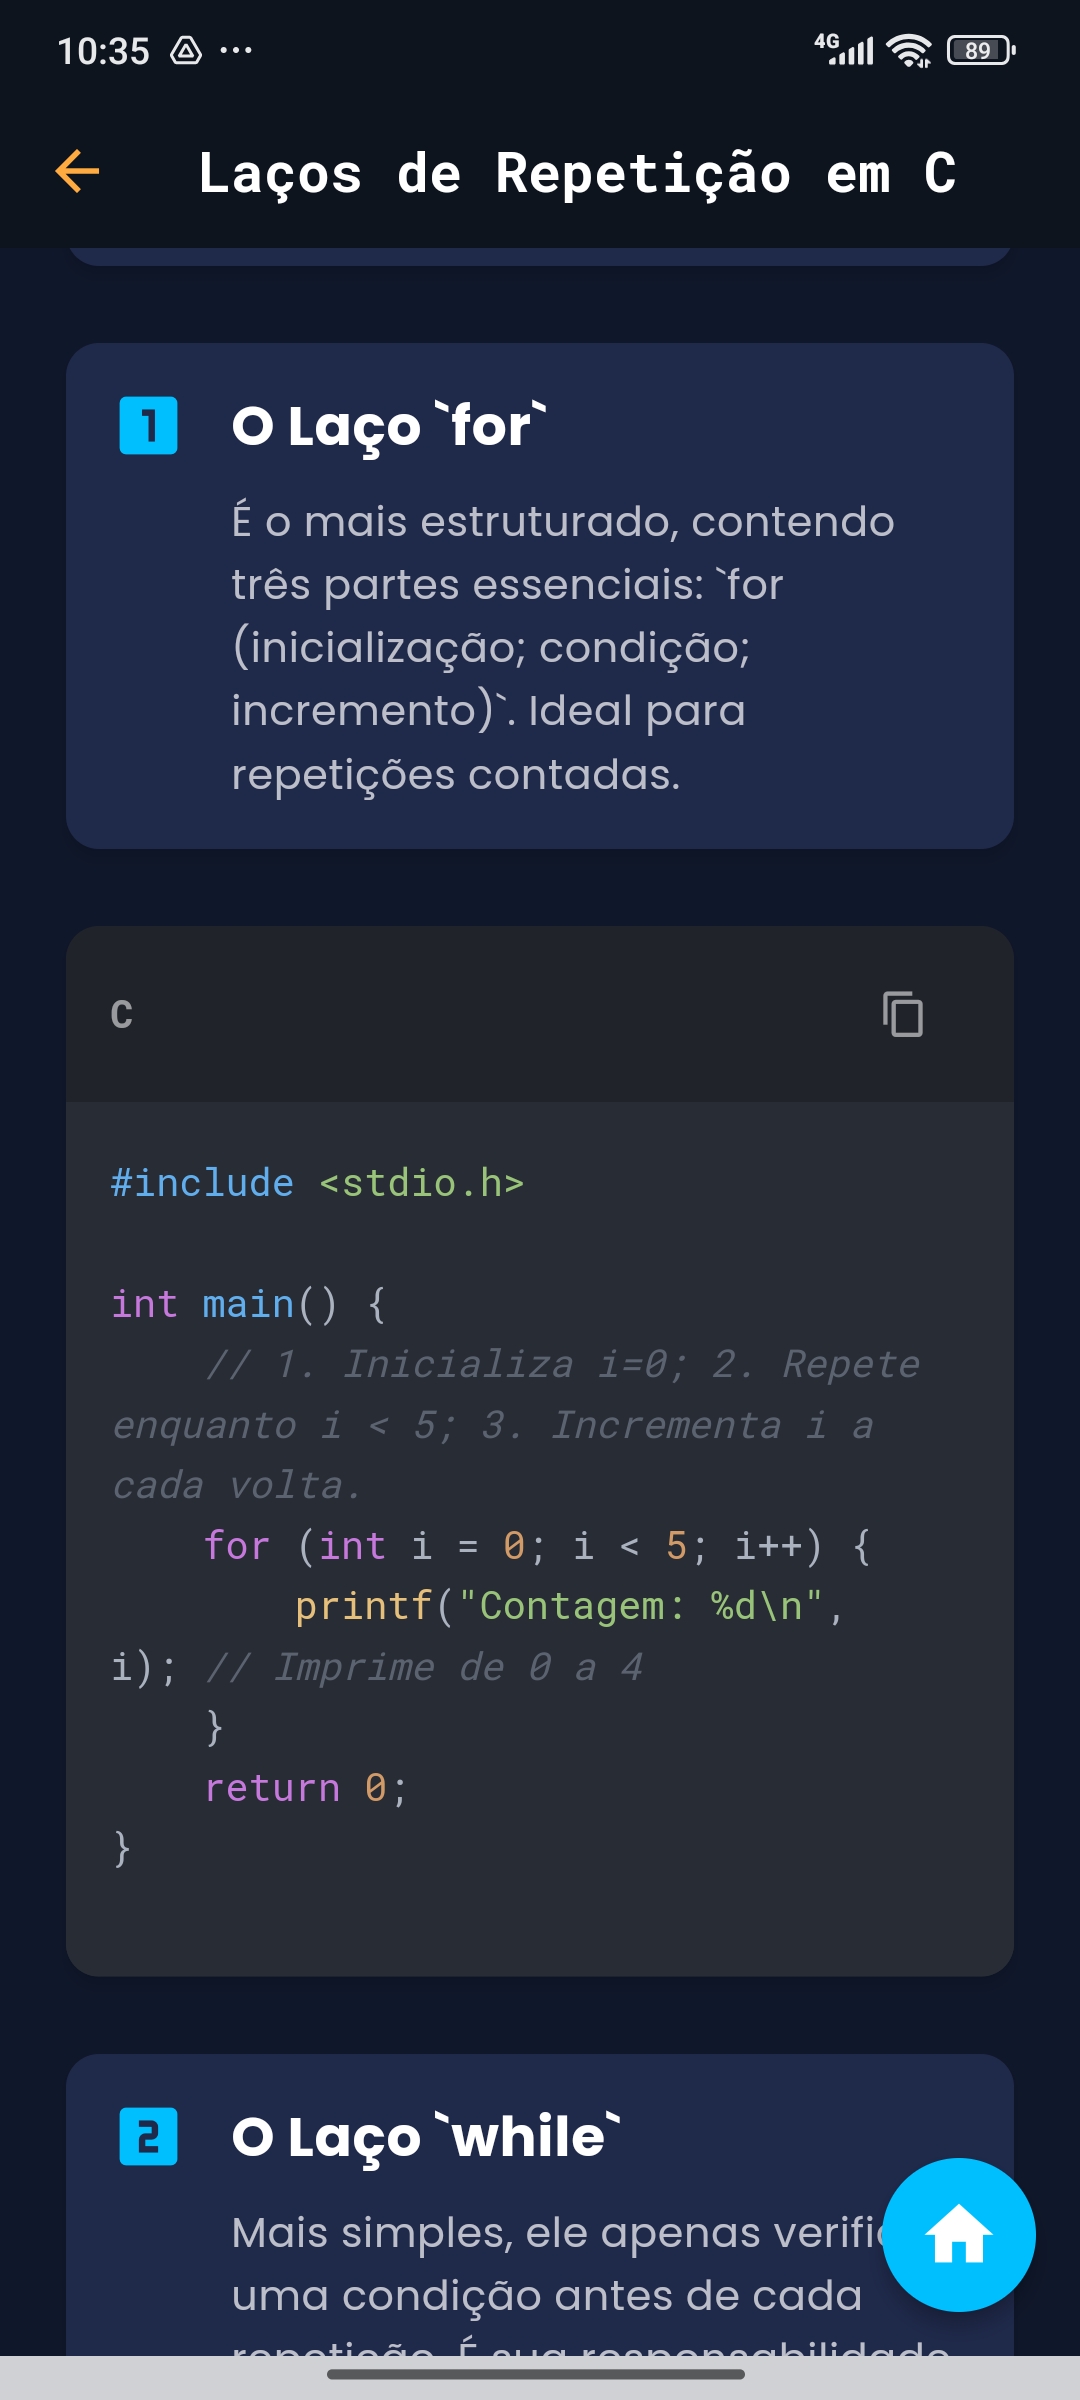 10:35
4G
89
Laços de Repetição em C
1
O Laço `for`
É o mais estruturado, contendo
três partes essenciais: `for
(inicialização; condição;
incremento)`. Ideal para
repetições contadas.
C
#include <stdio.h>
int main() {
// 1. Inicializa i=0; 2. Repete
enquanto i < 5; 3. Incrementa i a
cada volta.
for (int i = 0; i < 5; i++) {
printf("Contagem: %d\n",
i); // Imprime de 0 a 4
}
return 0;
}
2
O Laço `while`
Mais simples, ele apenas
uma condição antes de cada
repetição. É sua responsabilidade